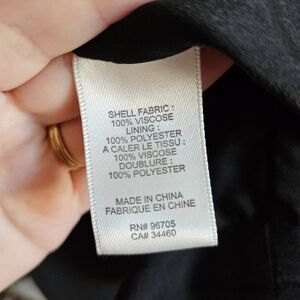 SHELL FABRIC :
100% VISCOSE
LINING :
100% POLYESTER
A CALER LE TISSU :
100% VISCOSE
DOUBLURE :
100% POLYESTER
MADE IN CHINA
FABRIQUE EN CHINE
RN# 96705
CA# 34460